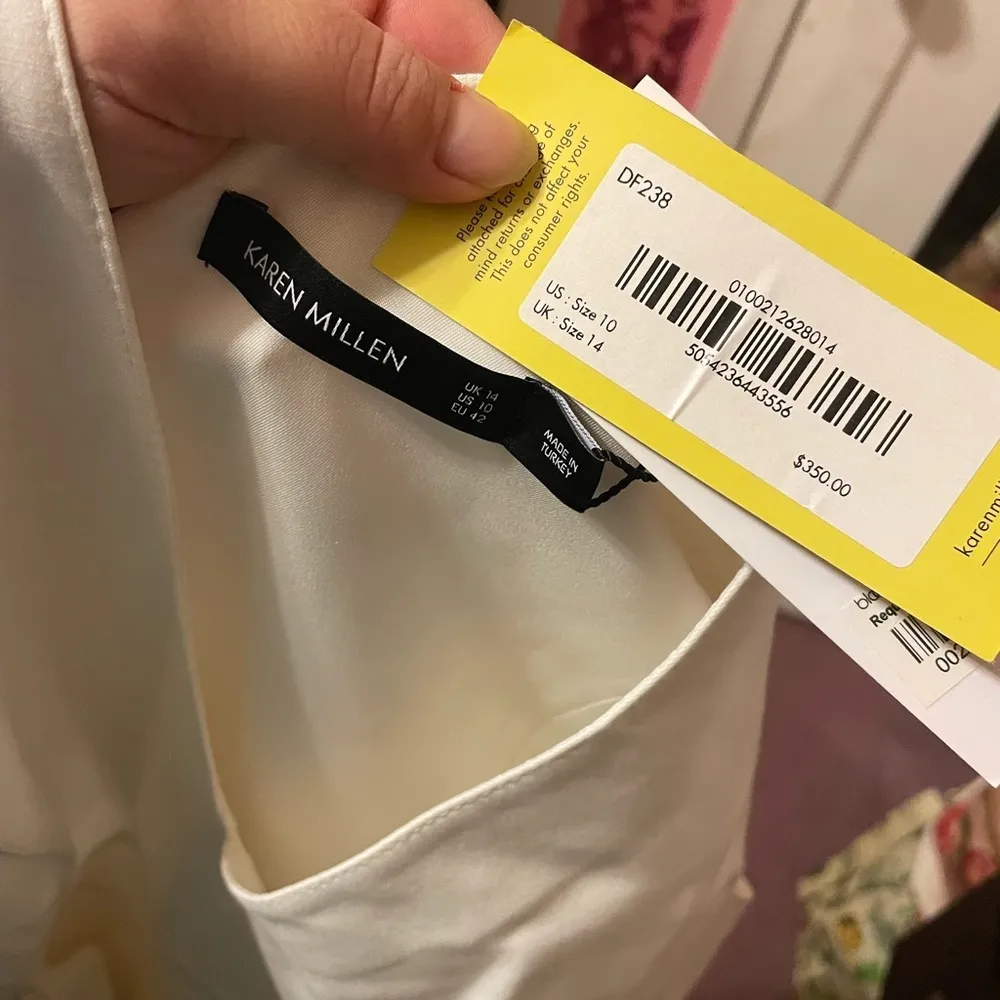 KAREN MILLEN
UK 14
US 10
EU 42
MADE IN
TURKEY
Please
attached for of
mind returns or exchanges.
This does not affect your
consumer rights.
DF238
US : Size 10
UK : Size 14
0100212628014
5054236443556
$350.00